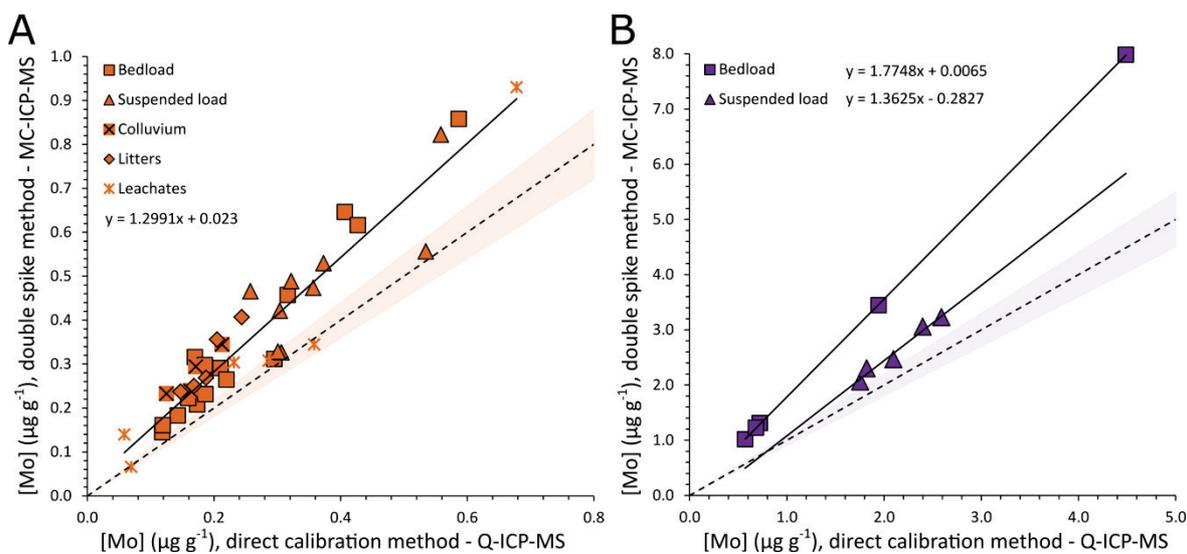 A
[Mo] (µg g⁻¹), double spike method - MC-ICP-MS
1.0
0.9
0.8
0.7
0.6
0.5
0.4
0.3
0.2
0.1
0.0
Bedload
Suspended load
Colluvium
Litters
Leachates
y = 1.2991x + 0.023
0.0 0.2 0.4 0.6 0.8
[Mo] (µg g⁻¹), direct calibration method - Q-ICP-MS
B
[Mo] (µg g⁻¹), double spike method - MC-ICP-MS
8.0
7.0
6.0
5.0
4.0
3.0
2.0
1.0
0.0
Bedload y = 1.7748x + 0.0065
Suspended load y = 1.3625x - 0.2827
0.0 1.0 2.0 3.0 4.0 5.0
[Mo] (µg g⁻¹), direct calibration method - Q-ICP-MS